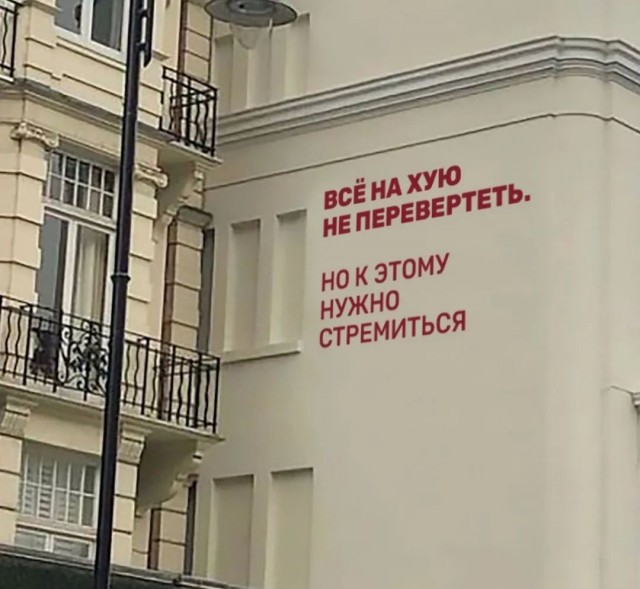 ВСЁ НА ХУЮ
НЕ ПЕРЕВЕРТЕТЬ.
НО К ЭТОМУ
НУЖНО
СТРЕМИТЬСЯ